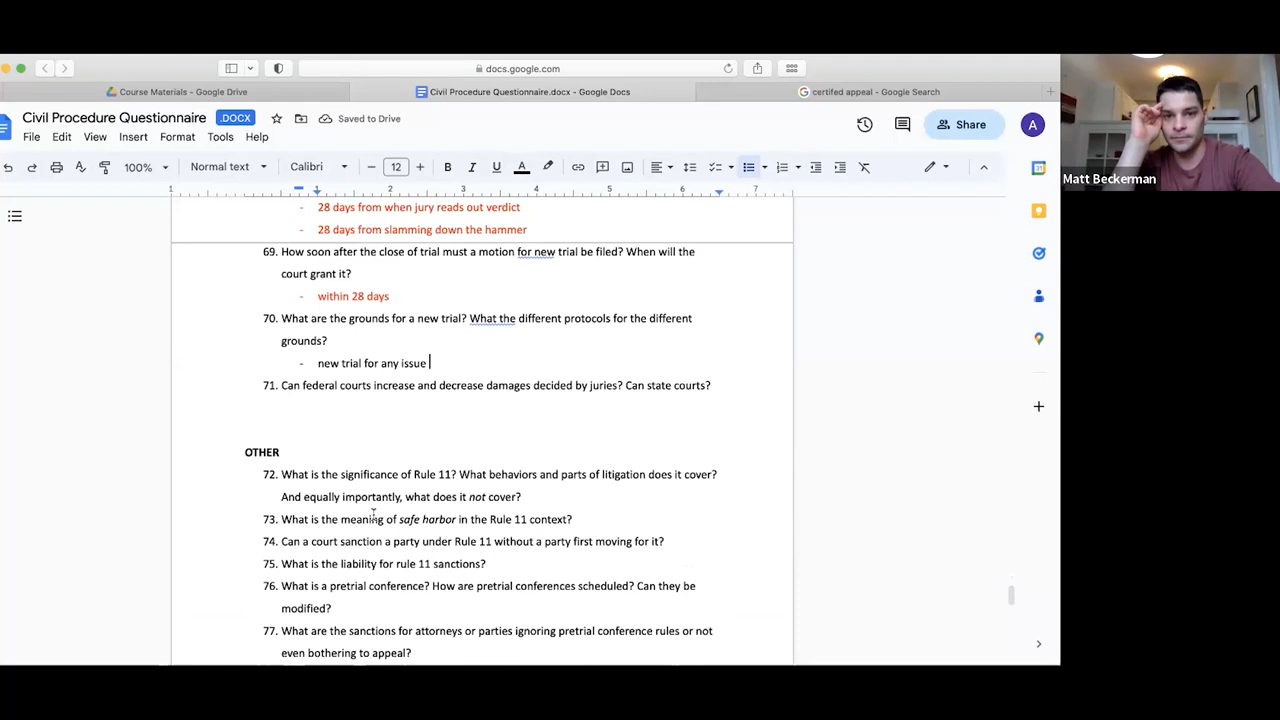 docs.google.com
Course Materials – Google Drive
Civil Procedure Questionnaire.docx - Google Docs
certifed appeal - Google Search
Civil Procedure Questionnaire
.DOCX
Saved to Drive
Share
A
File Edit View Insert Format Tools Help
100%
Normal text
Calibri
− 12 +
B I U A
1 1 2 3 4 5 6 7
- 28 days from when jury reads out verdict
- 28 days from slamming down the hammer
69. How soon after the close of trial must a motion for new trial be filed? When will the
court grant it?
- within 28 days
70. What are the grounds for a new trial? What the different protocols for the different
grounds?
- new trial for any issue
71. Can federal courts increase and decrease damages decided by juries? Can state courts?
OTHER
72. What is the significance of Rule 11? What behaviors and parts of litigation does it cover?
And equally importantly, what does it not cover?
73. What is the meaning of safe harbor in the Rule 11 context?
74. Can a court sanction a party under Rule 11 without a party first moving for it?
75. What is the liability for rule 11 sanctions?
76. What is a pretrial conference? How are pretrial conferences scheduled? Can they be
modified?
77. What are the sanctions for attorneys or parties ignoring pretrial conference rules or not
even bothering to appeal?
Matt Beckerman